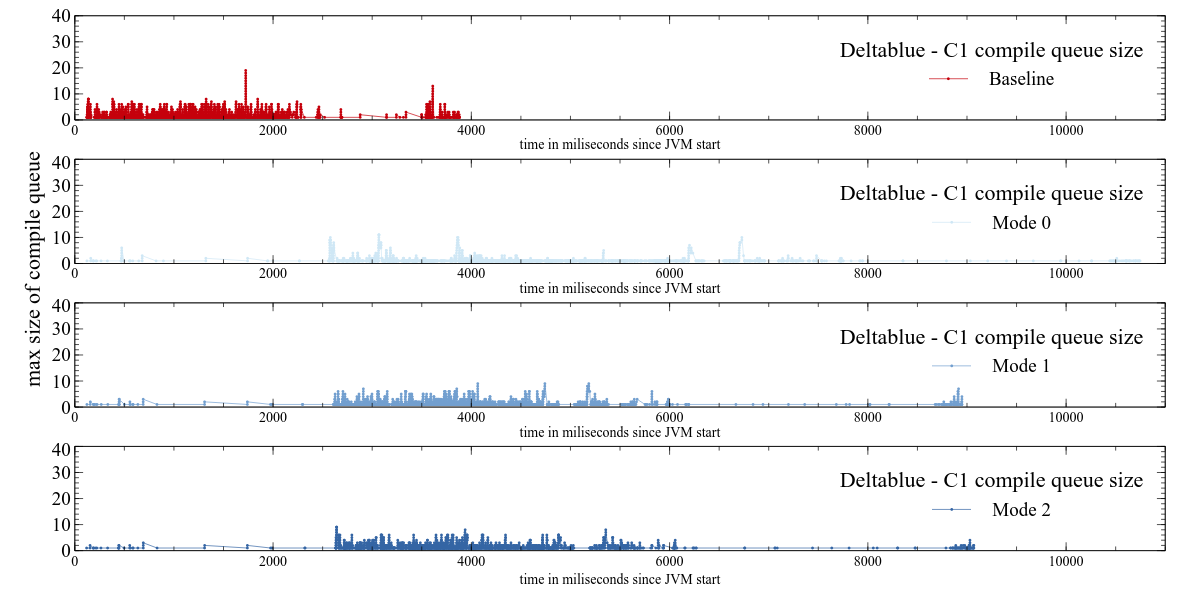 max size of compile queue
40
30
20
10
0
Deltablue - C1 compile queue size
Baseline
0 2000 4000 6000 8000 10000
time in miliseconds since JVM start
40
30
20
10
0
Deltablue - C1 compile queue size
Mode 0
0 2000 4000 6000 8000 10000
time in miliseconds since JVM start
40
30
20
10
0
Deltablue - C1 compile queue size
Mode 1
0 2000 4000 6000 8000 10000
time in miliseconds since JVM start
40
30
20
10
0
Deltablue - C1 compile queue size
Mode 2
0 2000 4000 6000 8000 10000
time in miliseconds since JVM start